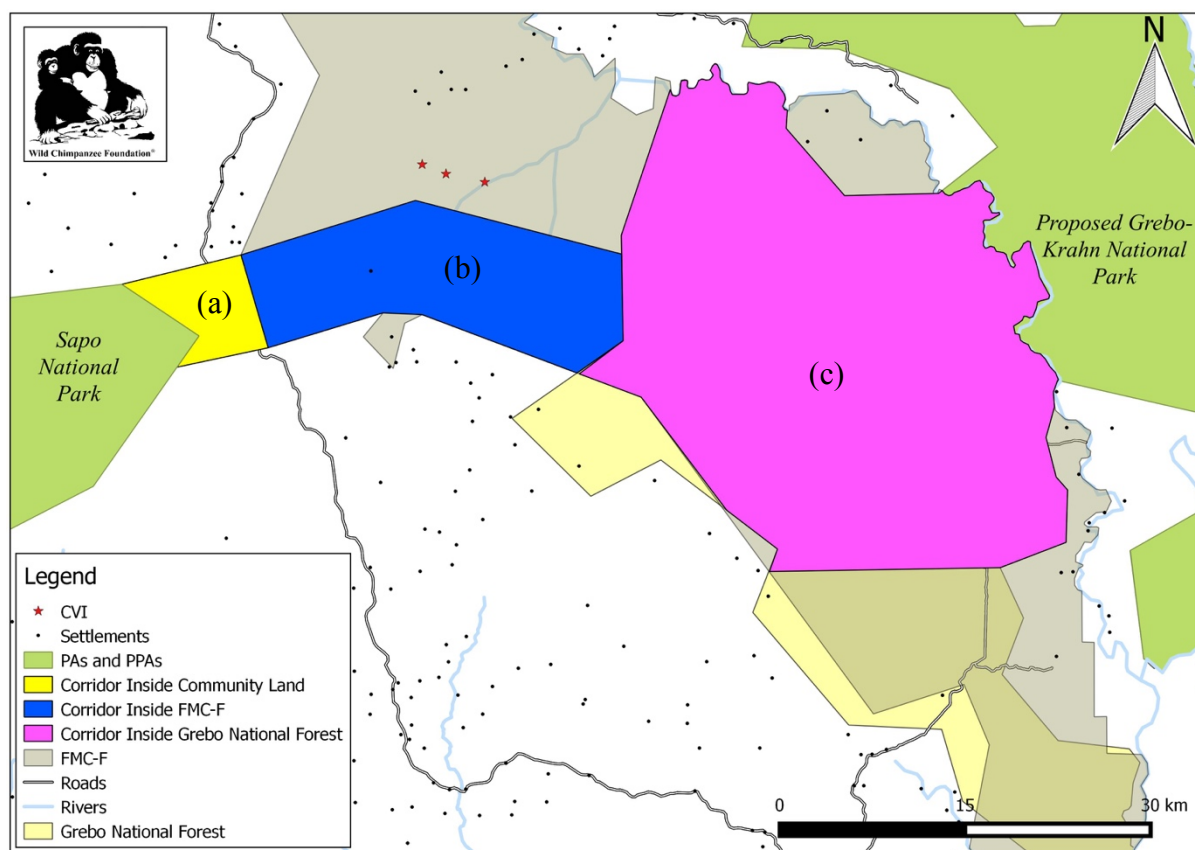 Wild Chimpanzee Foundation®
N
Proposed Grebo-
Krahn National
Park
(a)
(b)
(c)
Sapo
National
Park
Legend
CVI
Settlements
PAs and PPAs
Corridor Inside Community Land
Corridor Inside FMC-F
Corridor Inside Grebo National Forest
FMC-F
Roads
Rivers
Grebo National Forest
0 15 30 km